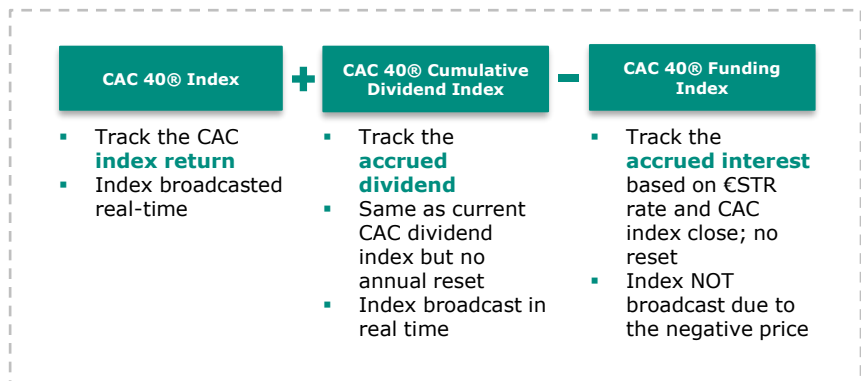 CAC 40® Index
+
CAC 40® Cumulative
Dividend Index
−
CAC 40® Funding
Index
▪ Track the CAC
index return
▪ Index broadcasted
real-time
▪ Track the
accrued
dividend
▪ Same as current
CAC dividend
index but no
annual reset
▪ Index broadcast in
real time
▪ Track the
accrued interest
based on €STR
rate and CAC
index close; no
reset
▪ Index NOT
broadcast due to
the negative price